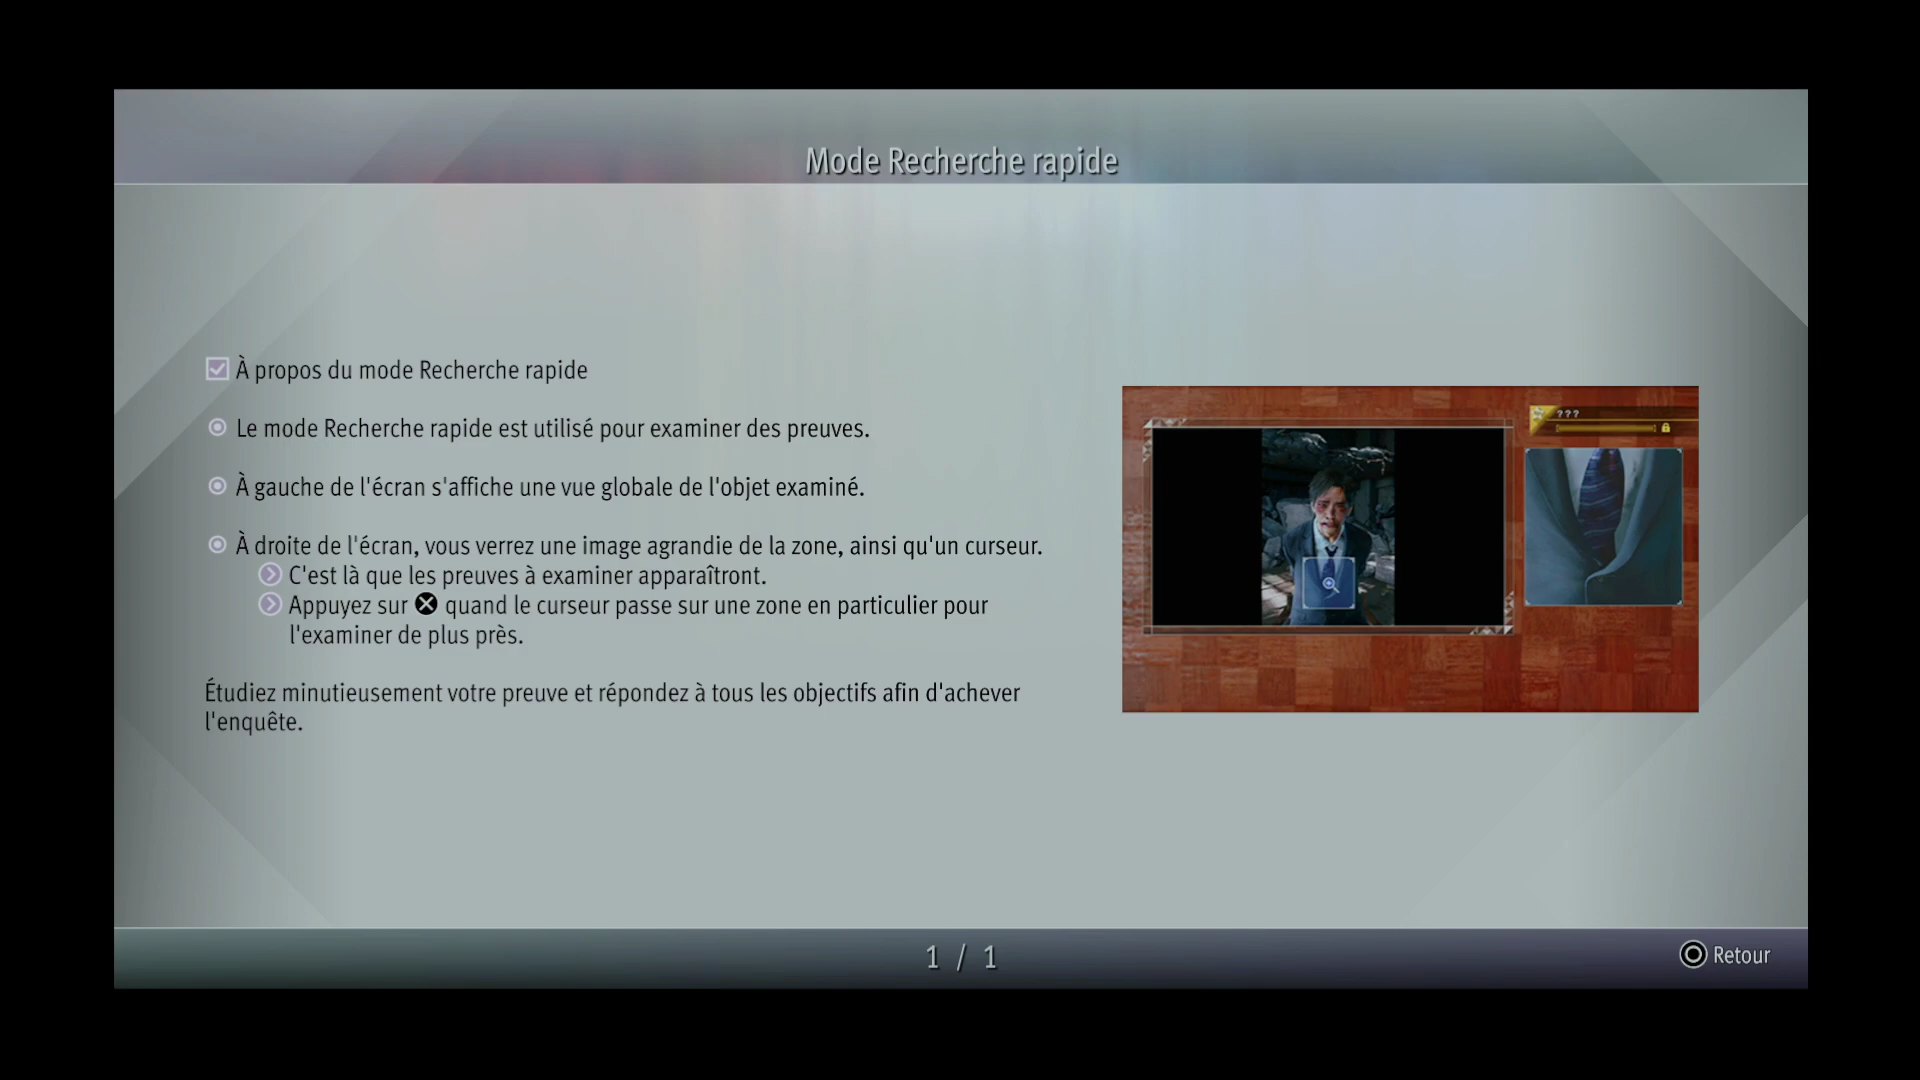 Mode Recherche rapide
À propos du mode Recherche rapide
Le mode Recherche rapide est utilisé pour examiner des preuves.
À gauche de l'écran s'affiche une vue globale de l'objet examiné.
À droite de l'écran, vous verrez une image agrandie de la zone, ainsi qu'un curseur.
C'est là que les preuves à examiner apparaîtront.
Appuyez sur quand le curseur passe sur une zone en particulier pour
l'examiner de plus près.
Étudiez minutieusement votre preuve et répondez à tous les objectifs afin d'achever
l'enquête.
???
1 / 1
Retour